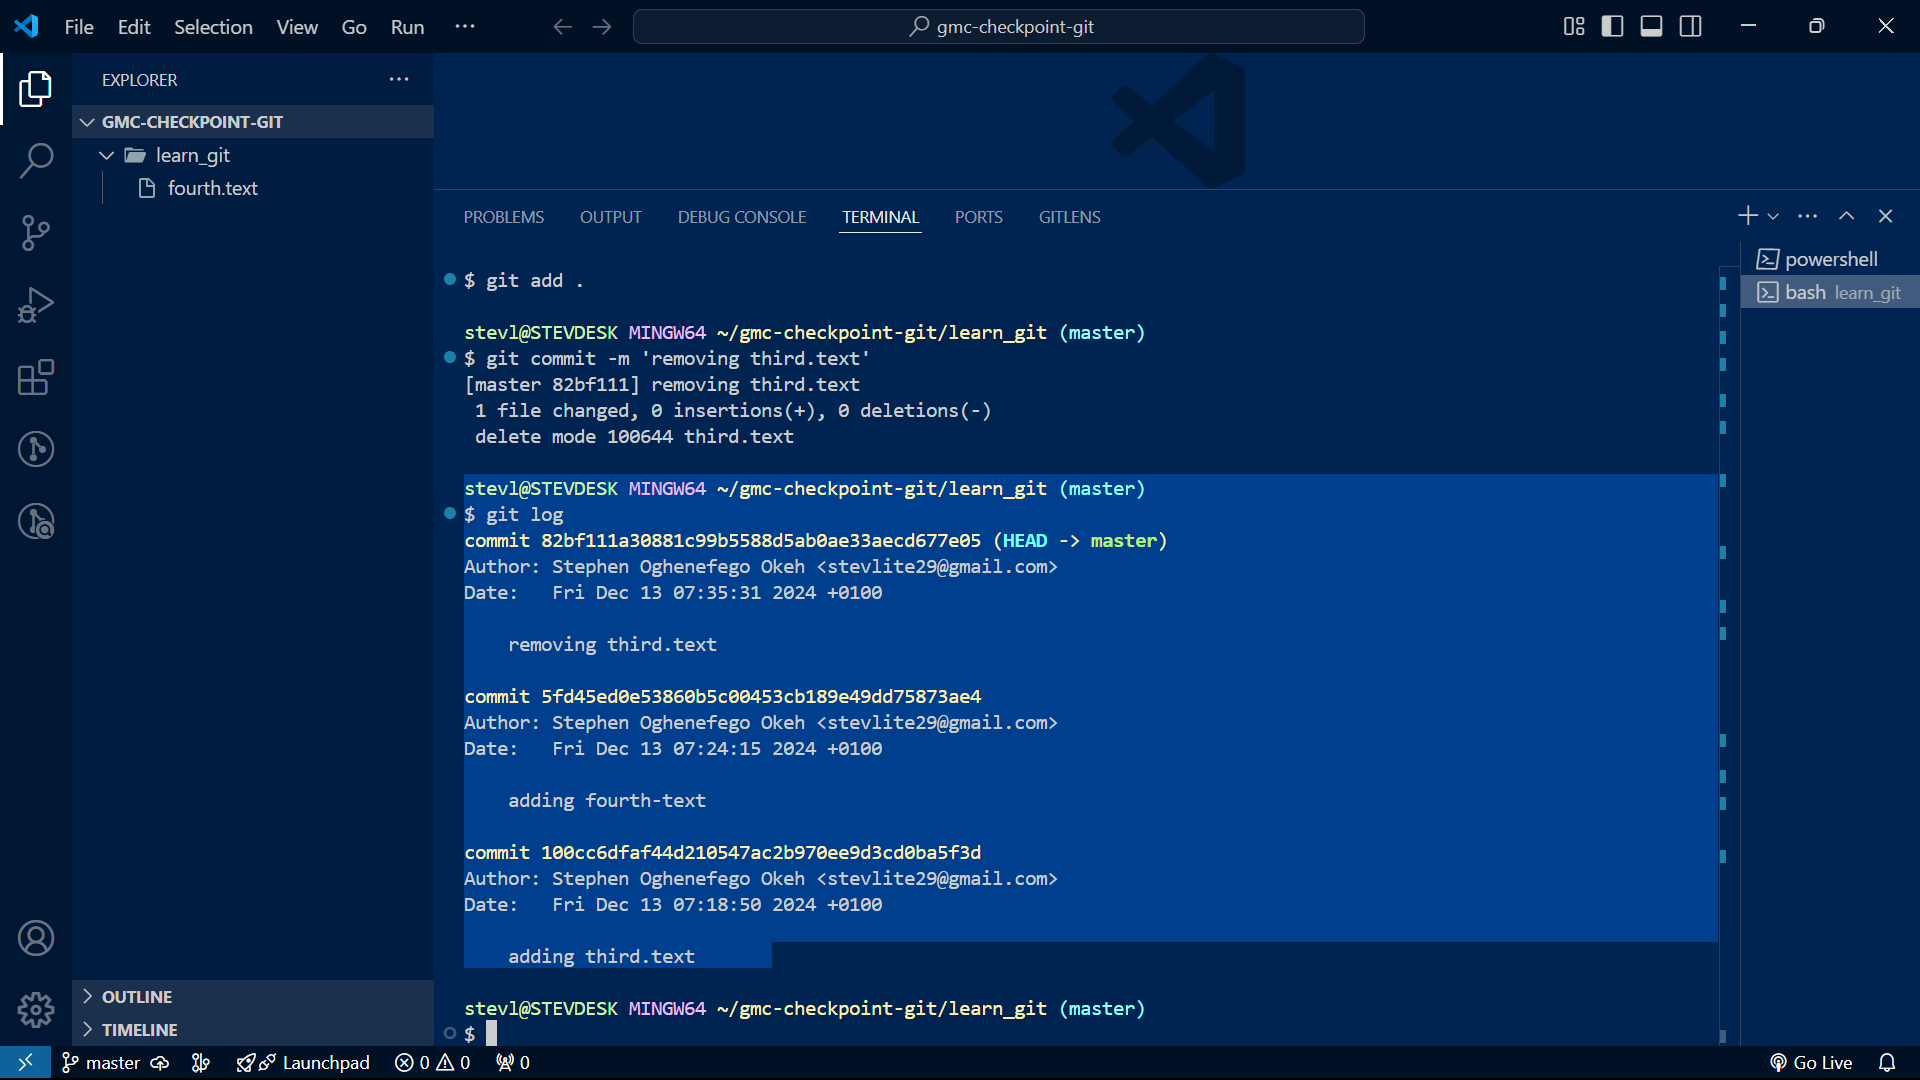 File Edit Selection View Go Run ···
gmc-checkpoint-git
EXPLORER
GMC-CHECKPOINT-GIT
learn_git
fourth.text
PROBLEMS OUTPUT DEBUG CONSOLE TERMINAL PORTS GITLENS
powershell
bash learn_git
$ git add .
stevl@STEVDESK MINGW64 ~/gmc-checkpoint-git/learn_git (master)
$ git commit -m 'removing third.text'
[master 82bf111] removing third.text
1 file changed, 0 insertions(+), 0 deletions(-)
delete mode 100644 third.text
stevl@STEVDESK MINGW64 ~/gmc-checkpoint-git/learn_git (master)
$ git log
commit 82bf111a30881c99b5588d5ab0ae33aecd677e05 (HEAD -> master)
Author: Stephen Oghenefego Okeh <stevlite29@gmail.com>
Date:   Fri Dec 13 07:35:31 2024 +0100
removing third.text
commit 5fd45ed0e53860b5c00453cb189e49dd75873ae4
Author: Stephen Oghenefego Okeh <stevlite29@gmail.com>
Date:   Fri Dec 13 07:24:15 2024 +0100
adding fourth-text
commit 100cc6dfaf44d210547ac2b970ee9d3cd0ba5f3d
Author: Stephen Oghenefego Okeh <stevlite29@gmail.com>
Date:   Fri Dec 13 07:18:50 2024 +0100
adding third.text
stevl@STEVDESK MINGW64 ~/gmc-checkpoint-git/learn_git (master)
$
OUTLINE
TIMELINE
master Launchpad 0 0 0 Go Live